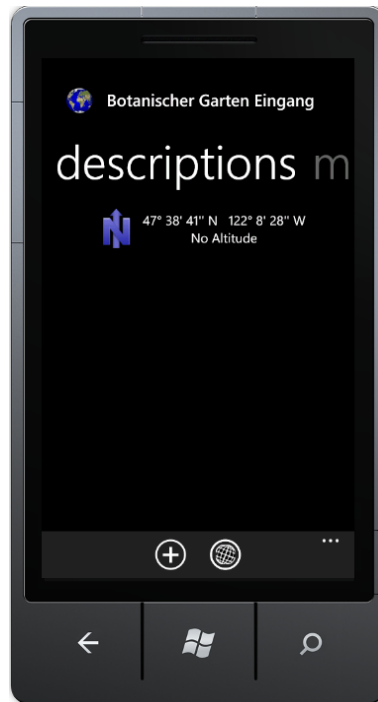 Botanischer Garten Eingang
descriptions m
47° 38' 41'' N 122° 8' 28'' W
No Altitude